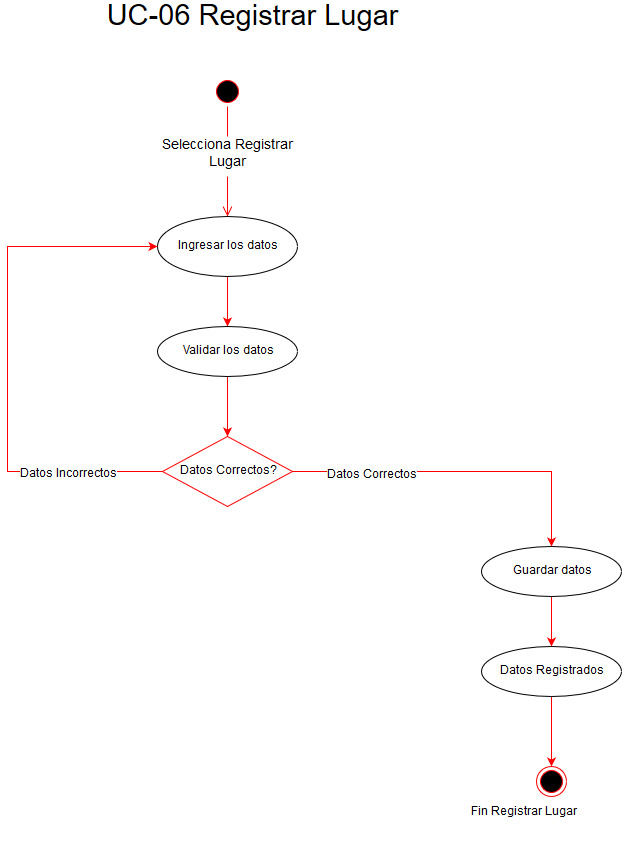 UC-06 Registrar Lugar
Selecciona Registrar
Lugar
Ingresar los datos
Validar los datos
Datos Correctos?
Datos Incorrectos
Datos Correctos
Guardar datos
Datos Registrados
Fin Registrar Lugar